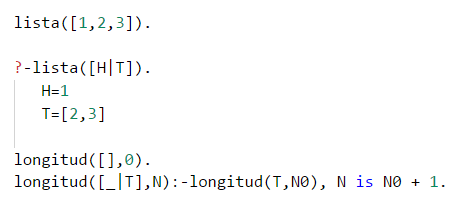 lista([1,2,3]).
?-lista([H|T]).
H=1
T=[2,3]
longitud([],0).
longitud([_|T],N):-longitud(T,N0), N is N0 + 1.